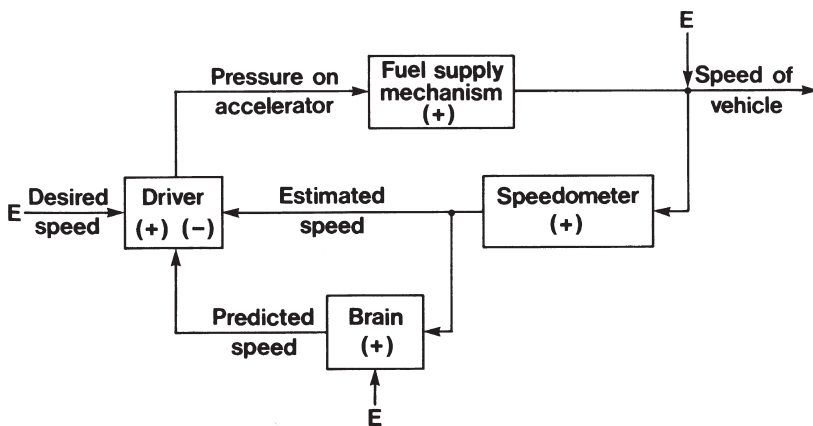 E
Pressure on
accelerator
Fuel supply
mechanism
(+)
Speed of
vehicle
E
Desired
speed
Driver
(+) (−)
Estimated
speed
Speedometer
(+)
Predicted
speed
Brain
(+)
E